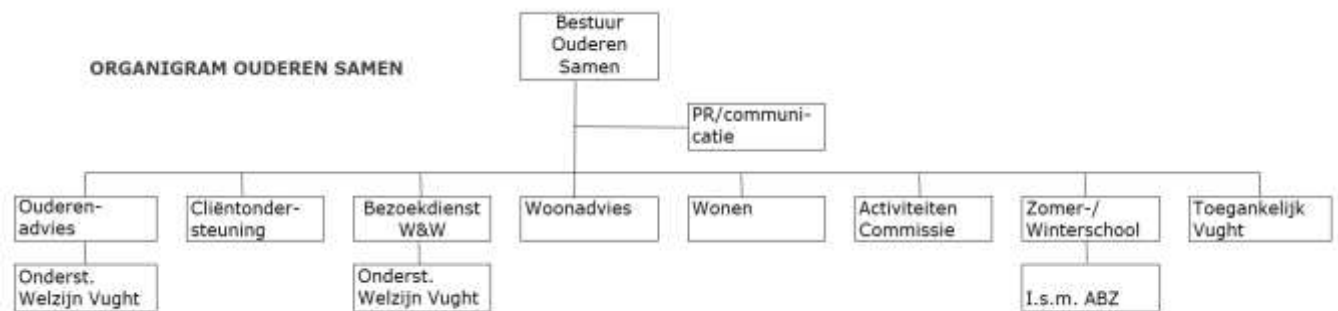 Bestuur
Ouderen
Samen
ORGANIGRAM OUDEREN SAMEN
PR/communi-
catie
Ouderen-
advies
Cliëntonder-
steuning
Bezoekdienst
W&W
Woonadvies
Wonen
Activiteiten
Commissie
Zomer-/
Winterschool
Toegankelijk
Vught
Onderst.
Welzijn Vught
Onderst.
Welzijn Vught
I.s.m. ABZ